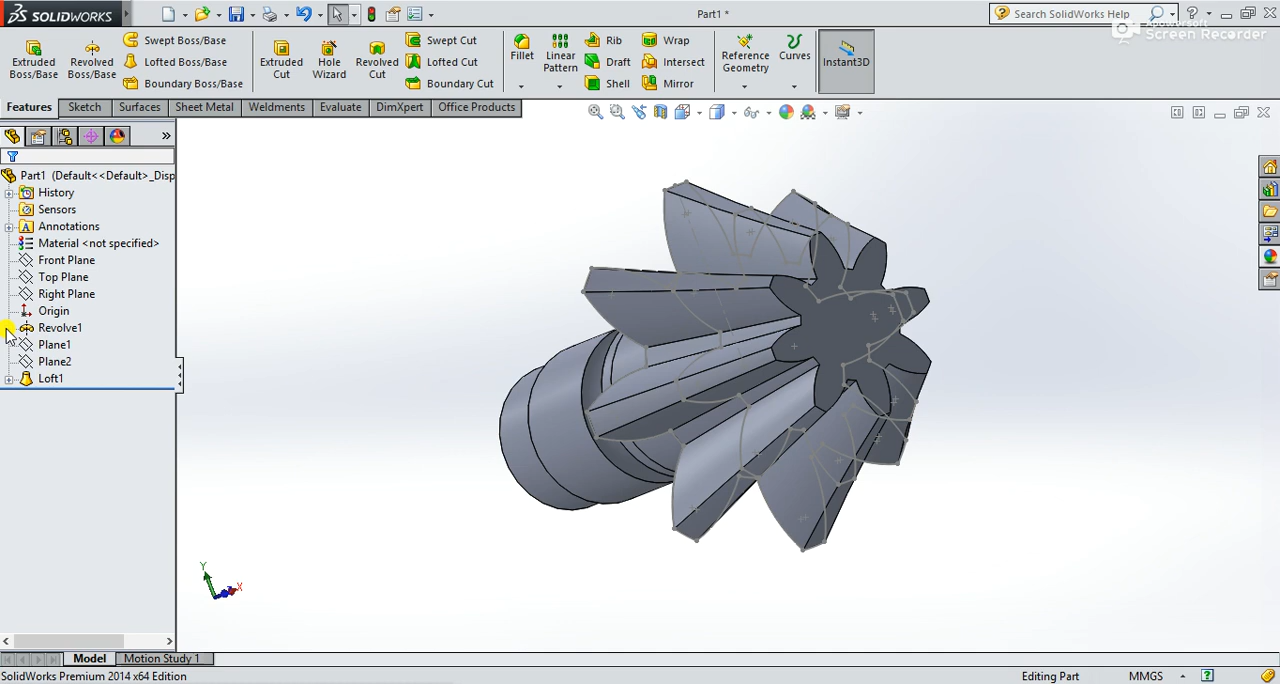 SOLIDWORKS
Part1 *
Search SolidWorks Help
Apowersoft
Screen Recorder
Extruded Boss/Base
Revolved Boss/Base
Swept Boss/Base
Lofted Boss/Base
Boundary Boss/Base
Extruded Cut
Hole Wizard
Revolved Cut
Swept Cut
Lofted Cut
Boundary Cut
Fillet
Linear Pattern
Rib
Draft
Shell
Wrap
Intersect
Mirror
Reference Geometry
Curves
Instant3D
Features Sketch Surfaces Sheet Metal Weldments Evaluate DimXpert Office Products
Part1 (Default<<Default>_Disp
History
Sensors
Annotations
Material <not specified>
Front Plane
Top Plane
Right Plane
Origin
Revolve1
Plane1
Plane2
Loft1
Y
X
Model Motion Study 1
SolidWorks Premium 2014 x64 Edition
Editing Part
MMGS